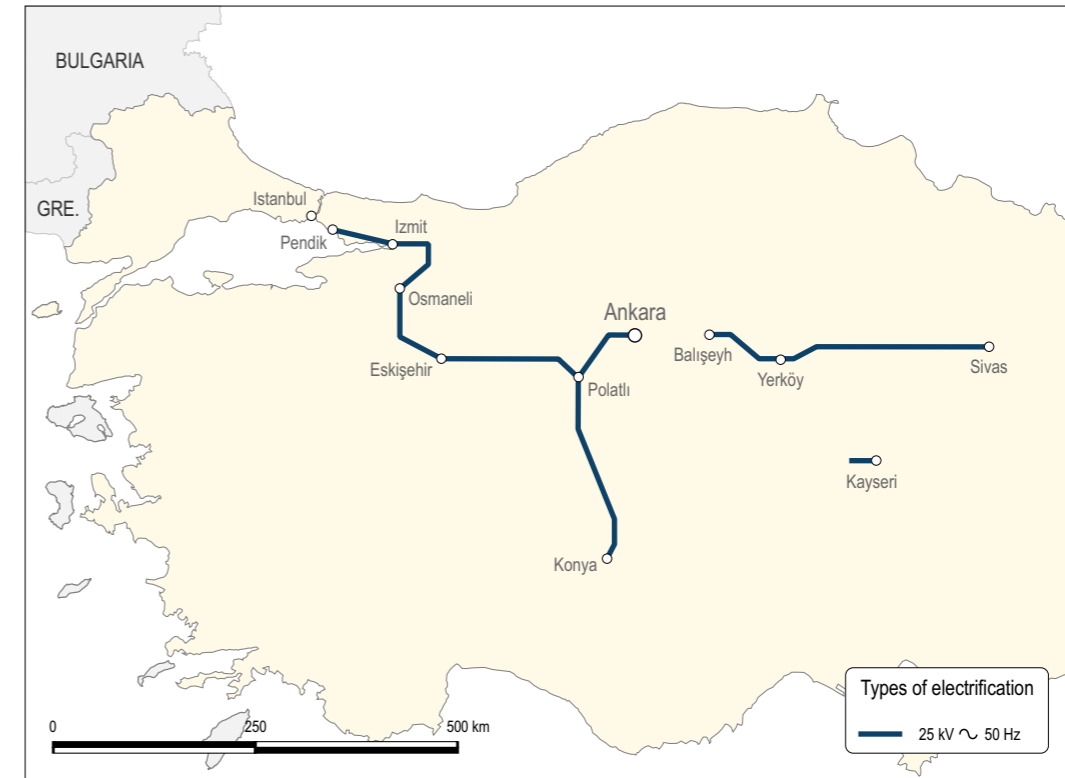 BULGARIA
GRE.
Istanbul
Pendik
Izmit
Osmaneli
Eskişehir
Ankara
Polatlı
Balışeyh
Yerköy
Sivas
Kayseri
Konya
0 250 500 km
Types of electrification
25 kV ~ 50 Hz